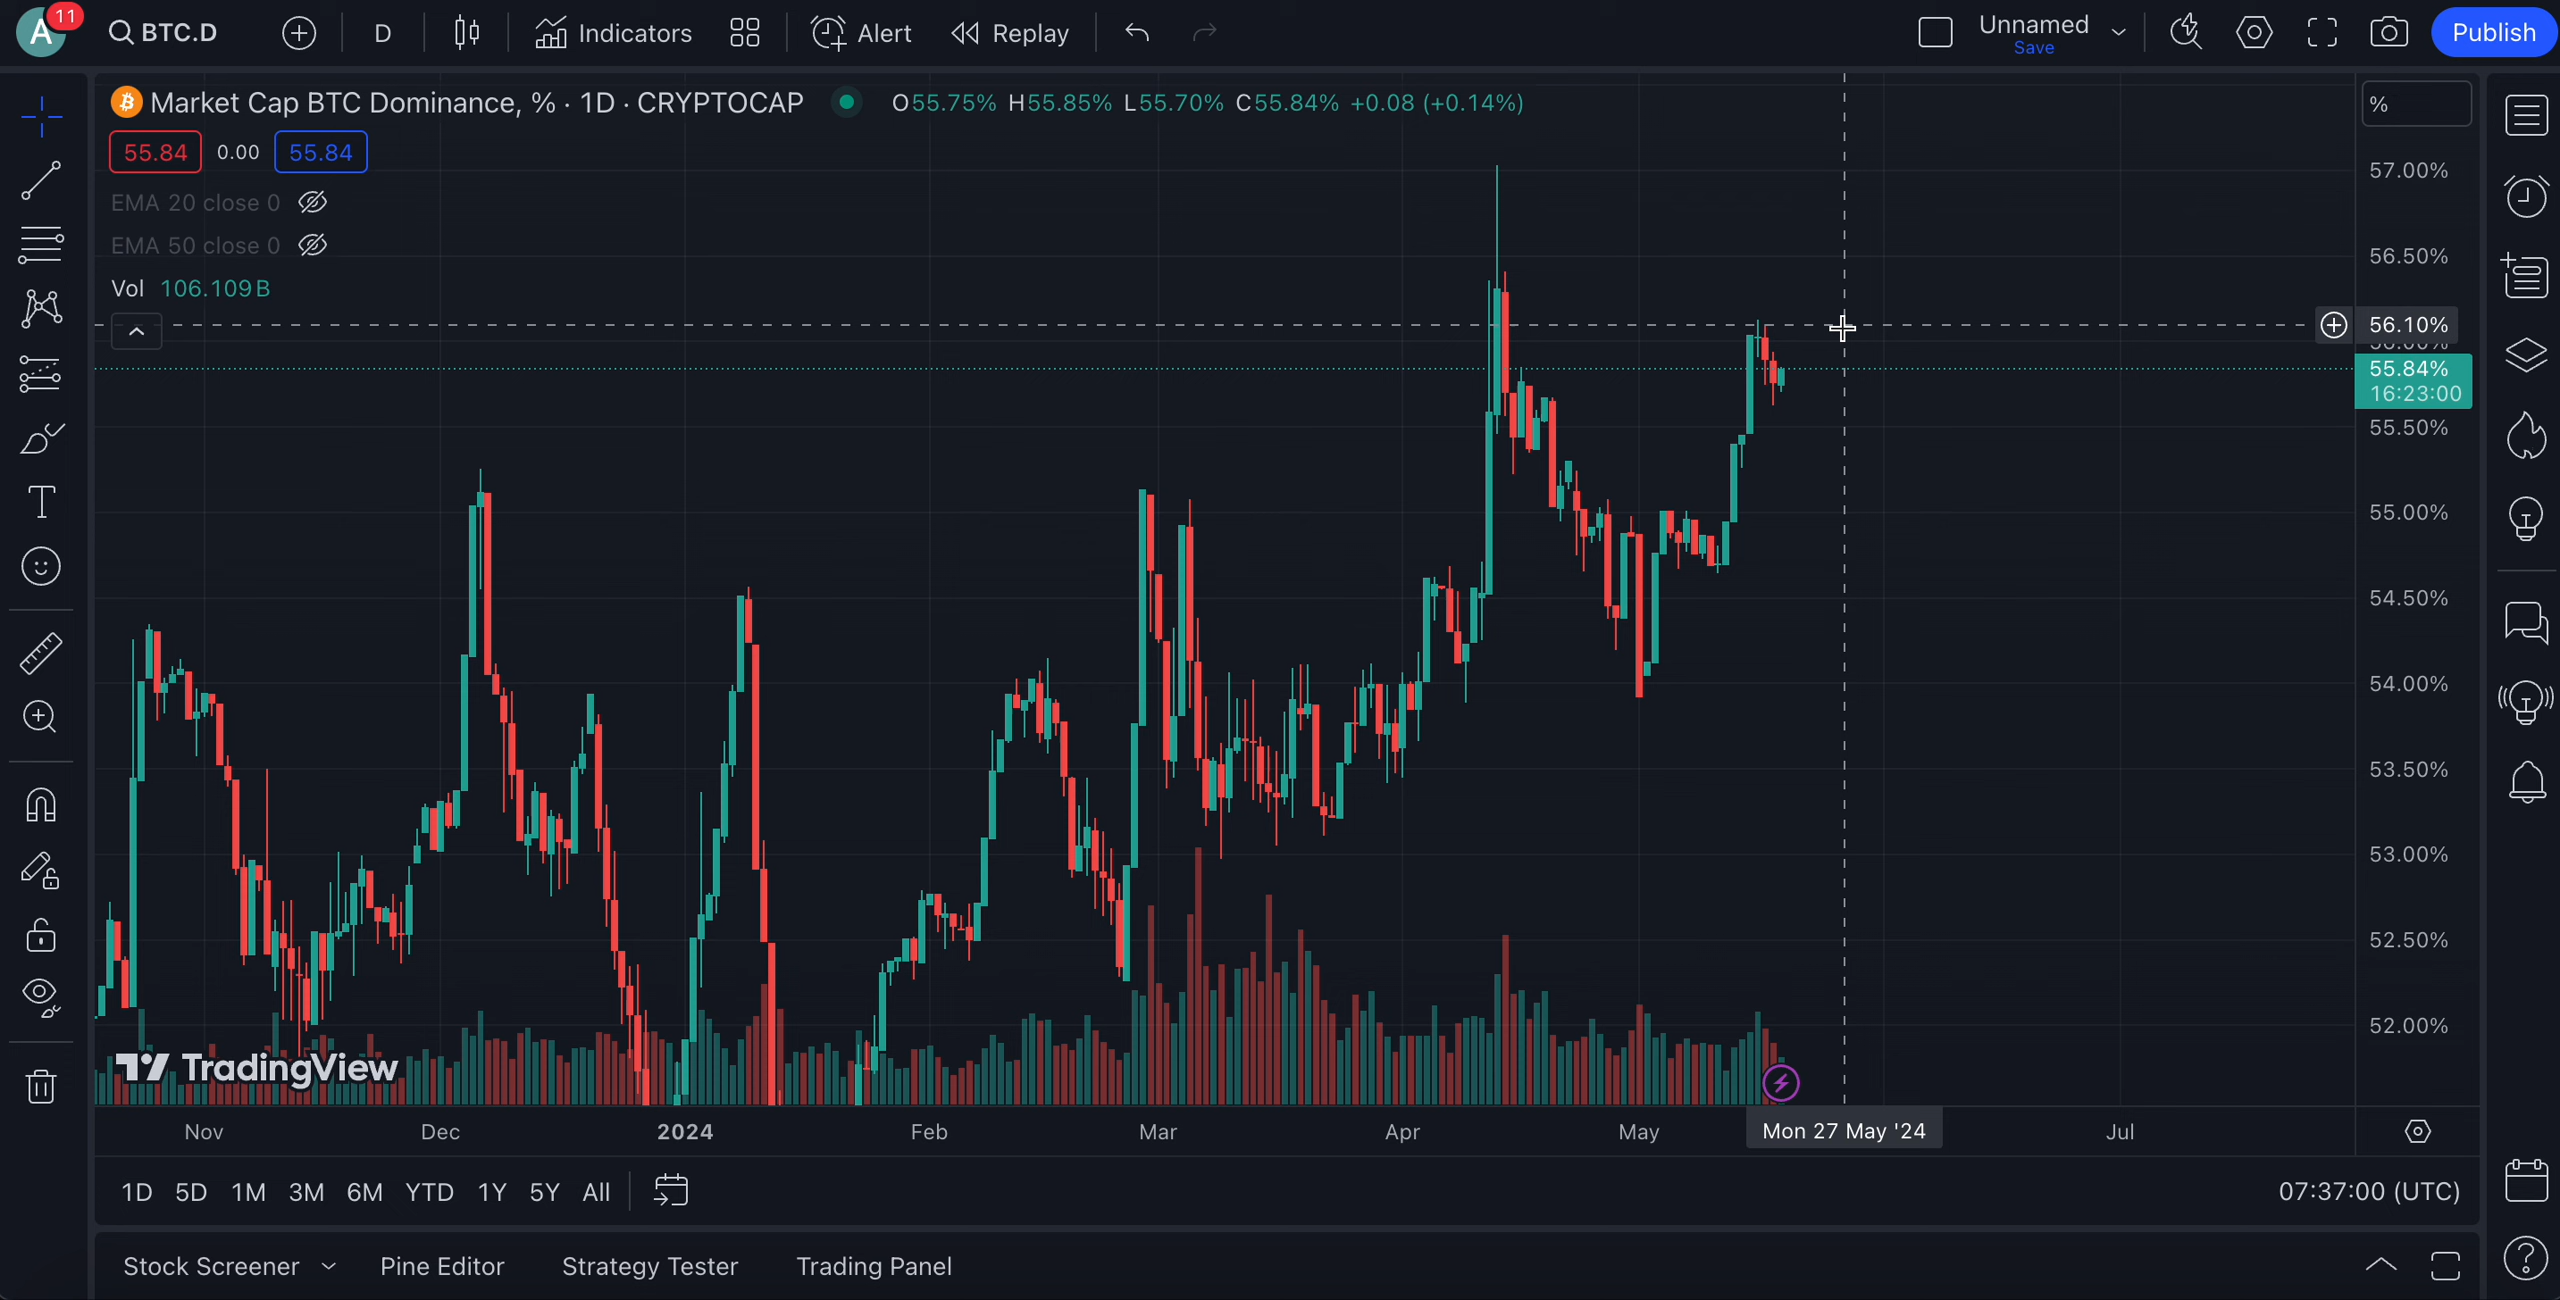 A 11 BTC.D D Indicators Alert Replay Unnamed Save Publish
Market Cap BTC Dominance, % · 1D · CRYPTOCAP O55.75% H55.85% L55.70% C55.84% +0.08 (+0.14%)
%
55.84 0.00 55.84
EMA 20 close 0
EMA 50 close 0
Vol 106.109B
57.00%
56.50%
56.10%
55.84%
16:23:00
55.50%
55.00%
54.50%
54.00%
53.50%
53.00%
52.50%
52.00%
TradingView
Nov Dec 2024 Feb Mar Apr May Mon 27 May '24 Jul
1D 5D 1M 3M 6M YTD 1Y 5Y All 07:37:00 (UTC)
Stock Screener Pine Editor Strategy Tester Trading Panel